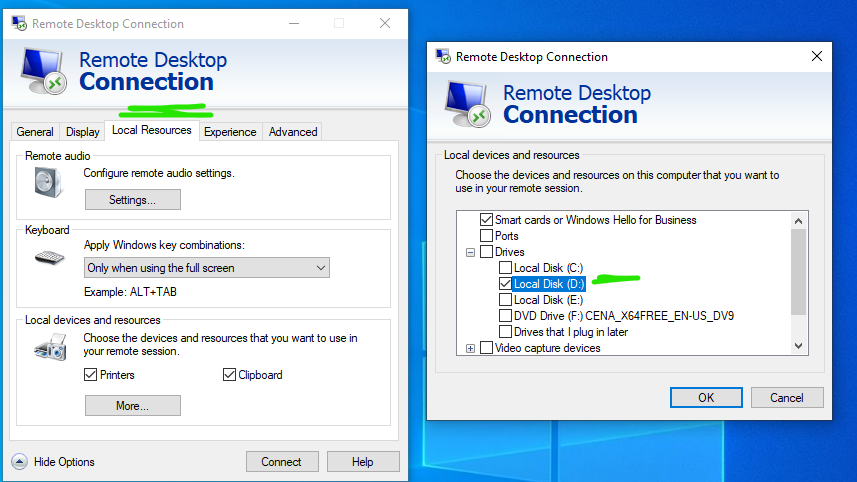 Remote Desktop Connection
Remote Desktop
Connection
General
Display
Local Resources
Experience
Advanced
Remote audio
Configure remote audio settings.
Settings...
Keyboard
Apply Windows key combinations:
Only when using the full screen
Example: ALT+TAB
Local devices and resources
Choose the devices and resources that you want to use in
your remote session.
Printers
Clipboard
More...
Hide Options
Connect
Help
Remote Desktop Connection
Remote Desktop
Connection
Local devices and resources
Choose the devices and resources on this computer that you want to
use in your remote session.
Smart cards or Windows Hello for Business
Ports
Drives
Local Disk (C:)
Local Disk (D:)
Local Disk (E:)
DVD Drive (F:) CENA_X64FREE_EN-US_DV9
Drives that I plug in later
Video capture devices
OK
Cancel